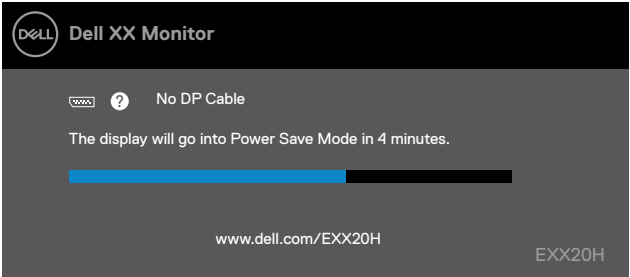 DELL
Dell XX Monitor
? No DP Cable
The display will go into Power Save Mode in 4 minutes.
www.dell.com/EXX20H
EXX20H